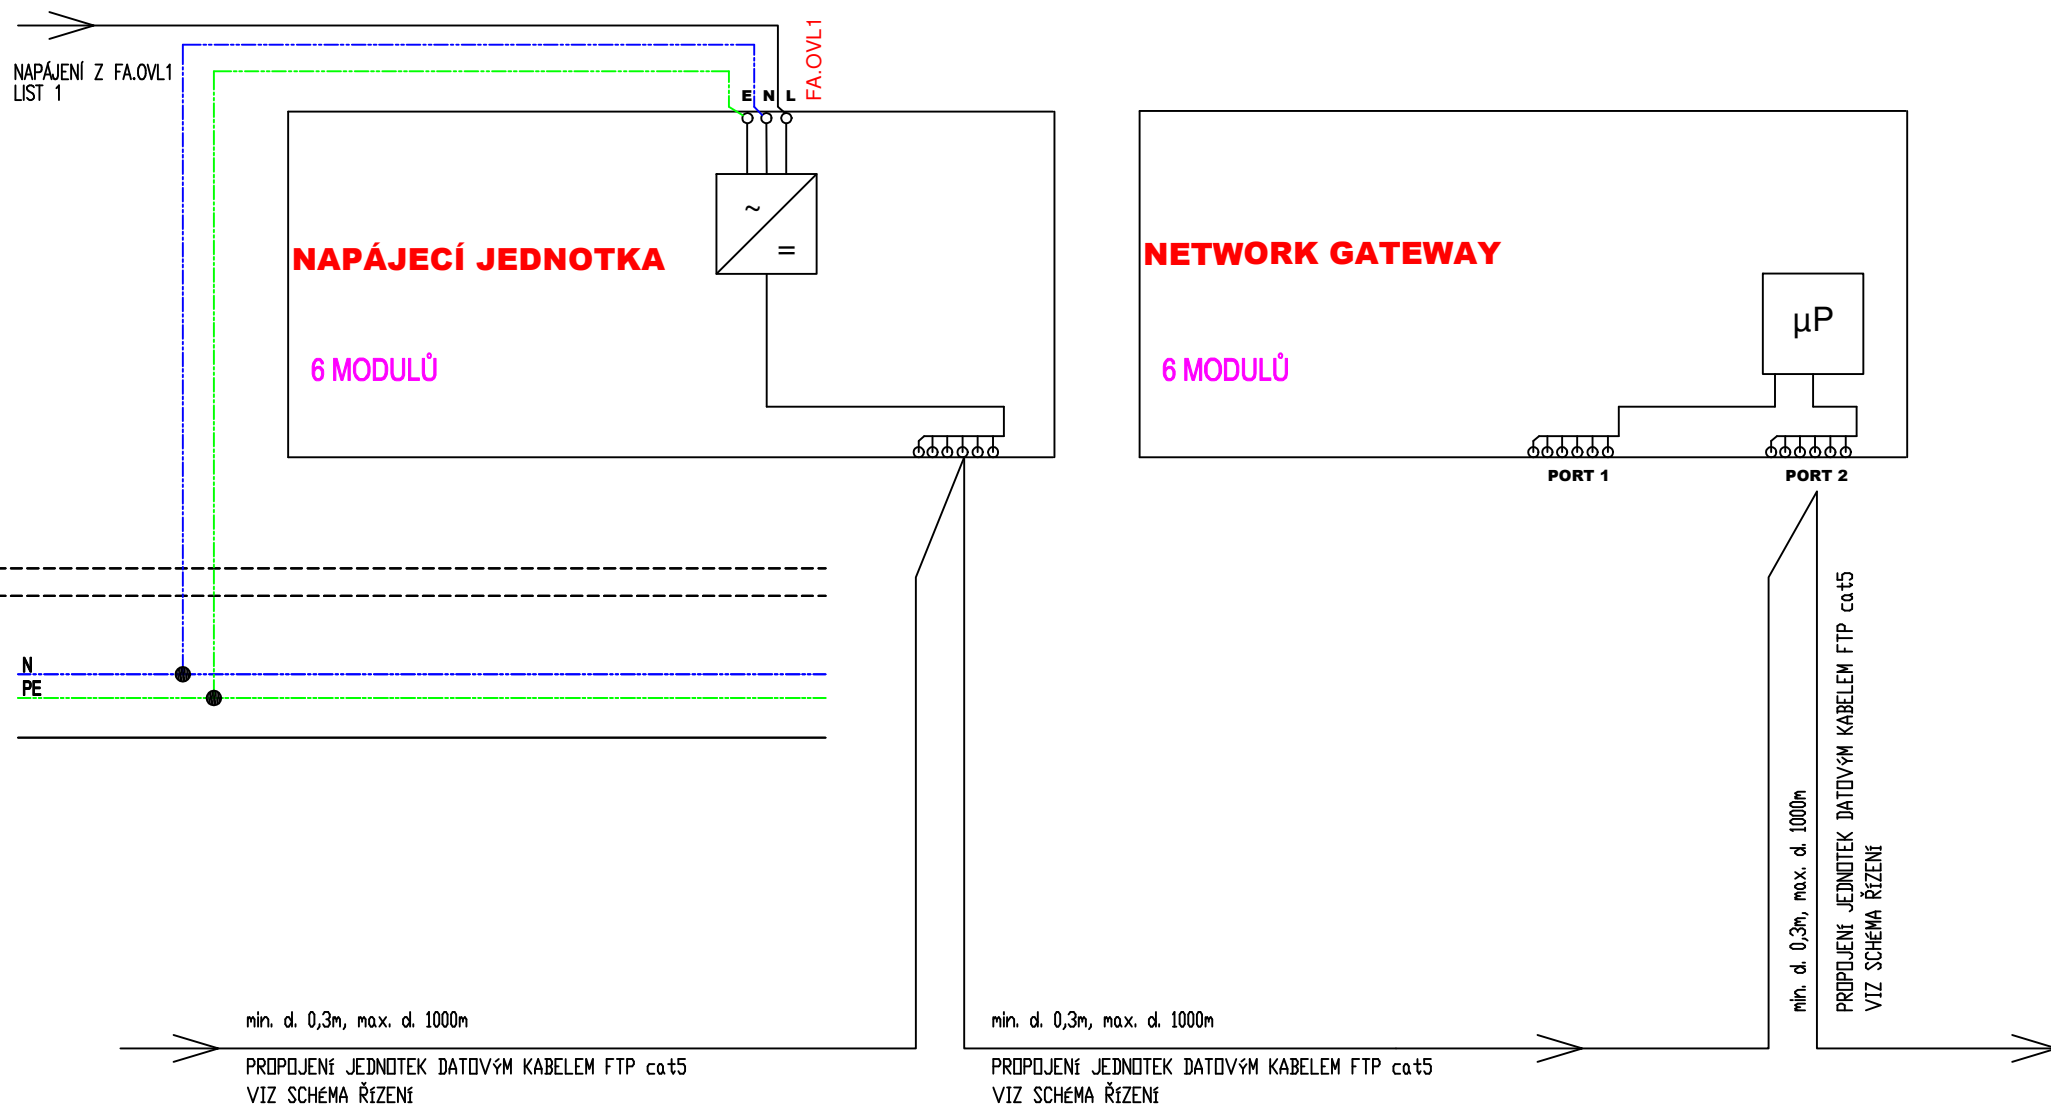 NAPÁJENÍ Z FA.OVL1
LIST 1
FA.OVL1
E N L
NAPÁJECÍ JEDNOTKA
6 MODULŮ
~
=
NETWORK GATEWAY
6 MODULŮ
µP
PORT 1
PORT 2
N
PE
min. d. 0,3m, max. d. 1000m
PROPOJENÍ JEDNOTEK DATOVÝM KABELEM FTP cat5
VIZ SCHÉMA ŘÍZENÍ
min. d. 0,3m, max. d. 1000m
PROPOJENÍ JEDNOTEK DATOVÝM KABELEM FTP cat5
VIZ SCHÉMA ŘÍZENÍ
min. d. 0,3m, max. d. 1000m
PROPOJENÍ JEDNOTEK DATOVÝM KABELEM FTP cat5
VIZ SCHÉMA ŘÍZENÍ